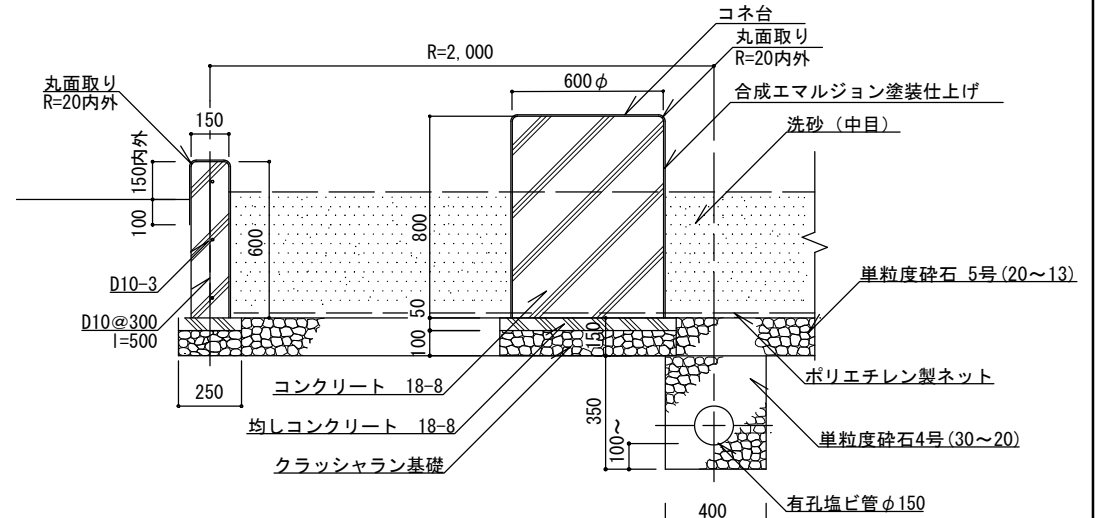 コネ台
丸面取り
R=20内外
R=2,000
丸面取り
R=20内外
600φ
合成エマルジョン塗装仕上げ
150
洗砂（中目）
150内外
100
600
800
D10-3
単粒度砕石 5号(20～13)
D10@300
l=500
50
100
150
250
コンクリート 18-8
ポリエチレン製ネット
均しコンクリート 18-8
350
100～
単粒度砕石4号(30～20)
クラッシャラン基礎
有孔塩ビ管φ150
400